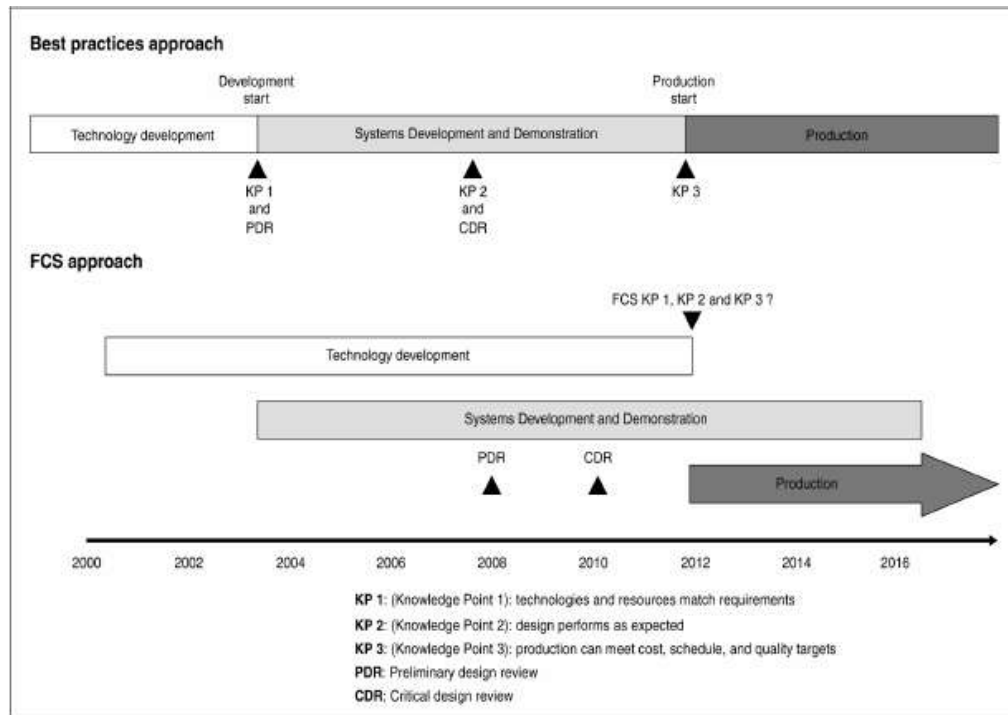 Best practices approach
Development
start
Production
start
Technology development
Systems Development and Demonstration
Production
KP 1
and
PDR
KP 2
and
CDR
KP 3
FCS approach
FCS KP 1, KP 2 and KP 3 ?
Technology development
Systems Development and Demonstration
PDR
CDR
Production
2000
2002
2004
2006
2008
2010
2012
2014
2016
KP 1: (Knowledge Point 1): technologies and resources match requirements
KP 2: (Knowledge Point 2): design performs as expected
KP 3: (Knowledge Point 3): production can meet cost, schedule, and quality targets
PDR: Preliminary design review
CDR: Critical design review